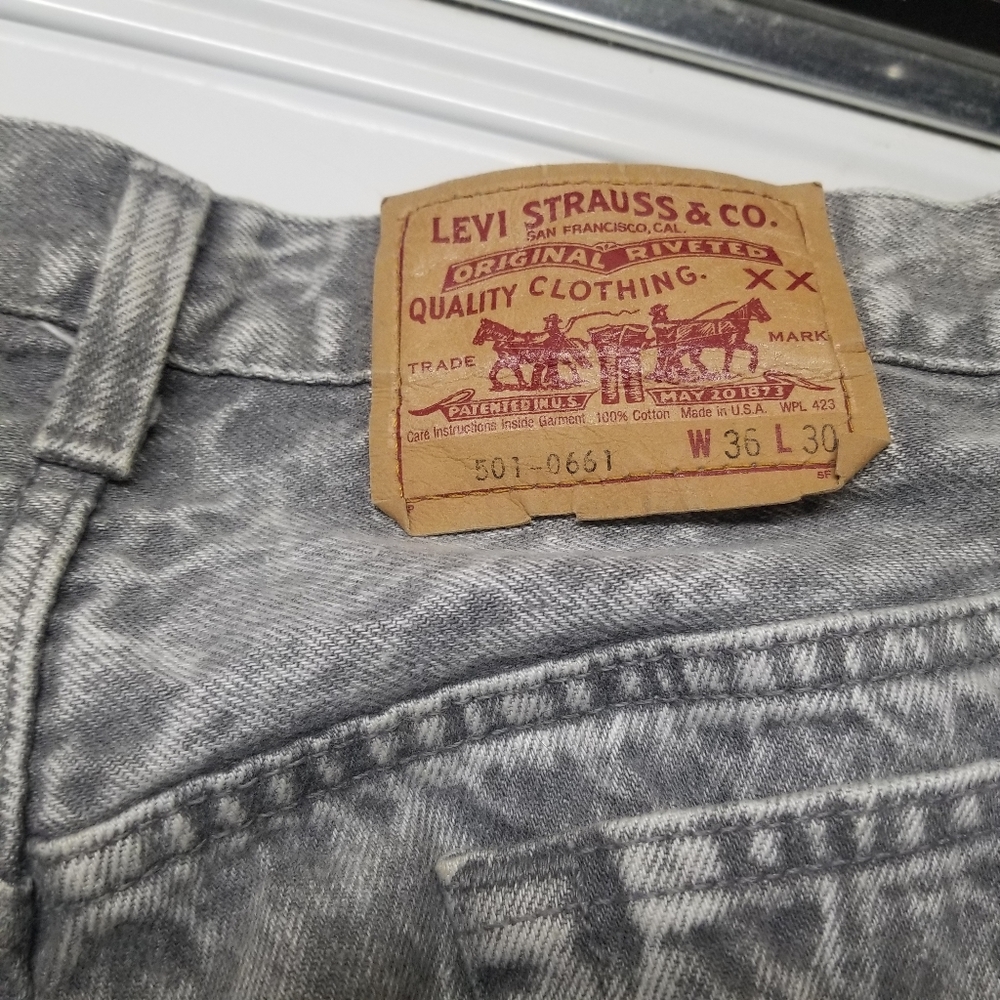 LEVI STRAUSS & CO.
SAN FRANCISCO, CAL.
ORIGINAL RIVETED
QUALITY CLOTHING. XX
TRADE MARK
PATENTED IN U.S. MAY 20 1873
Care Instructions Inside Garment 100% Cotton Made in U.S.A. WPL 423
W 36 L 30
501-0661
P SF